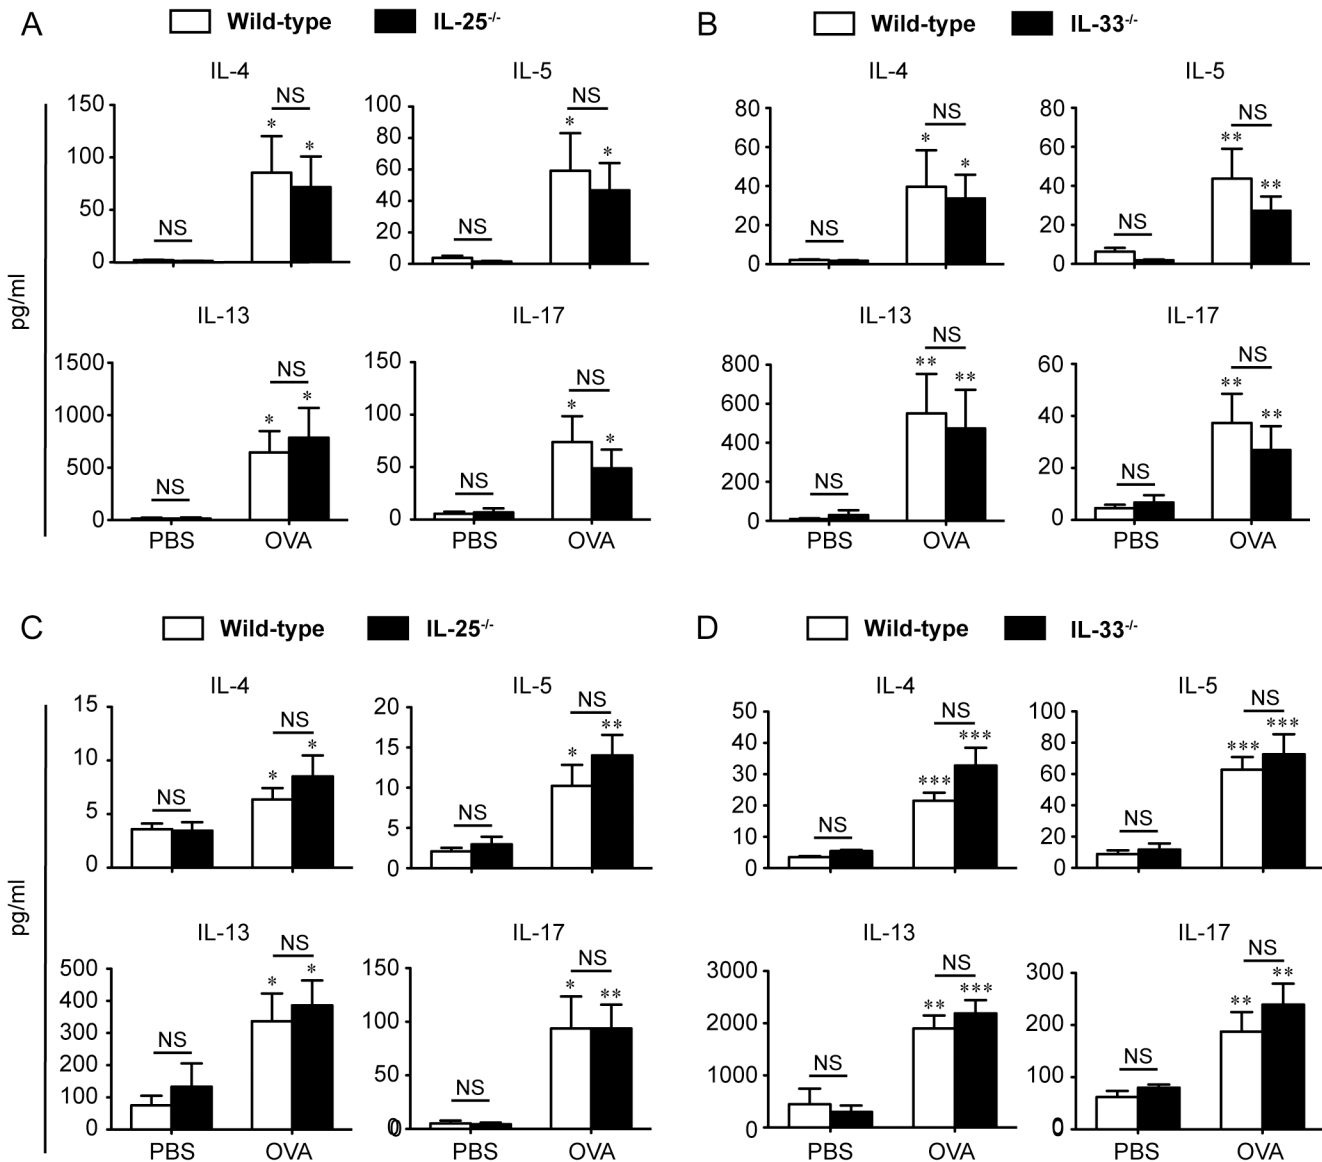 A Wild-type IL-25-/-
IL-4 IL-5
NS NS
150 100 50 0
* * NS
100 80 60 40 20 0
* * NS
pg/ml
IL-13 IL-17
1500 1000 500 0
NS * * NS
150 100 50 0
NS * * NS
PBS OVA PBS OVA
B Wild-type IL-33-/-
IL-4 IL-5
80 60 40 20 0
NS * * NS
80 60 40 20 0
NS ** ** NS
IL-13 IL-17
800 600 400 200 0
NS ** ** NS
60 40 20 0
NS ** ** NS
PBS OVA PBS OVA
C Wild-type IL-25-/-
IL-4 IL-5
15 10 5 0
NS * * NS
20 15 10 5 0
NS * ** NS
pg/ml
IL-13 IL-17
500 400 300 200 100 0
NS * * NS
150 100 50 0
NS * ** NS
PBS OVA PBS OVA
D Wild-type IL-33-/-
IL-4 IL-5
50 40 30 20 10 0
NS *** *** NS
100 80 60 40 20 0
NS *** *** NS
IL-13 IL-17
3000 2000 1000 0
NS ** *** NS
300 200 100 0
NS ** ** NS
PBS OVA PBS OVA